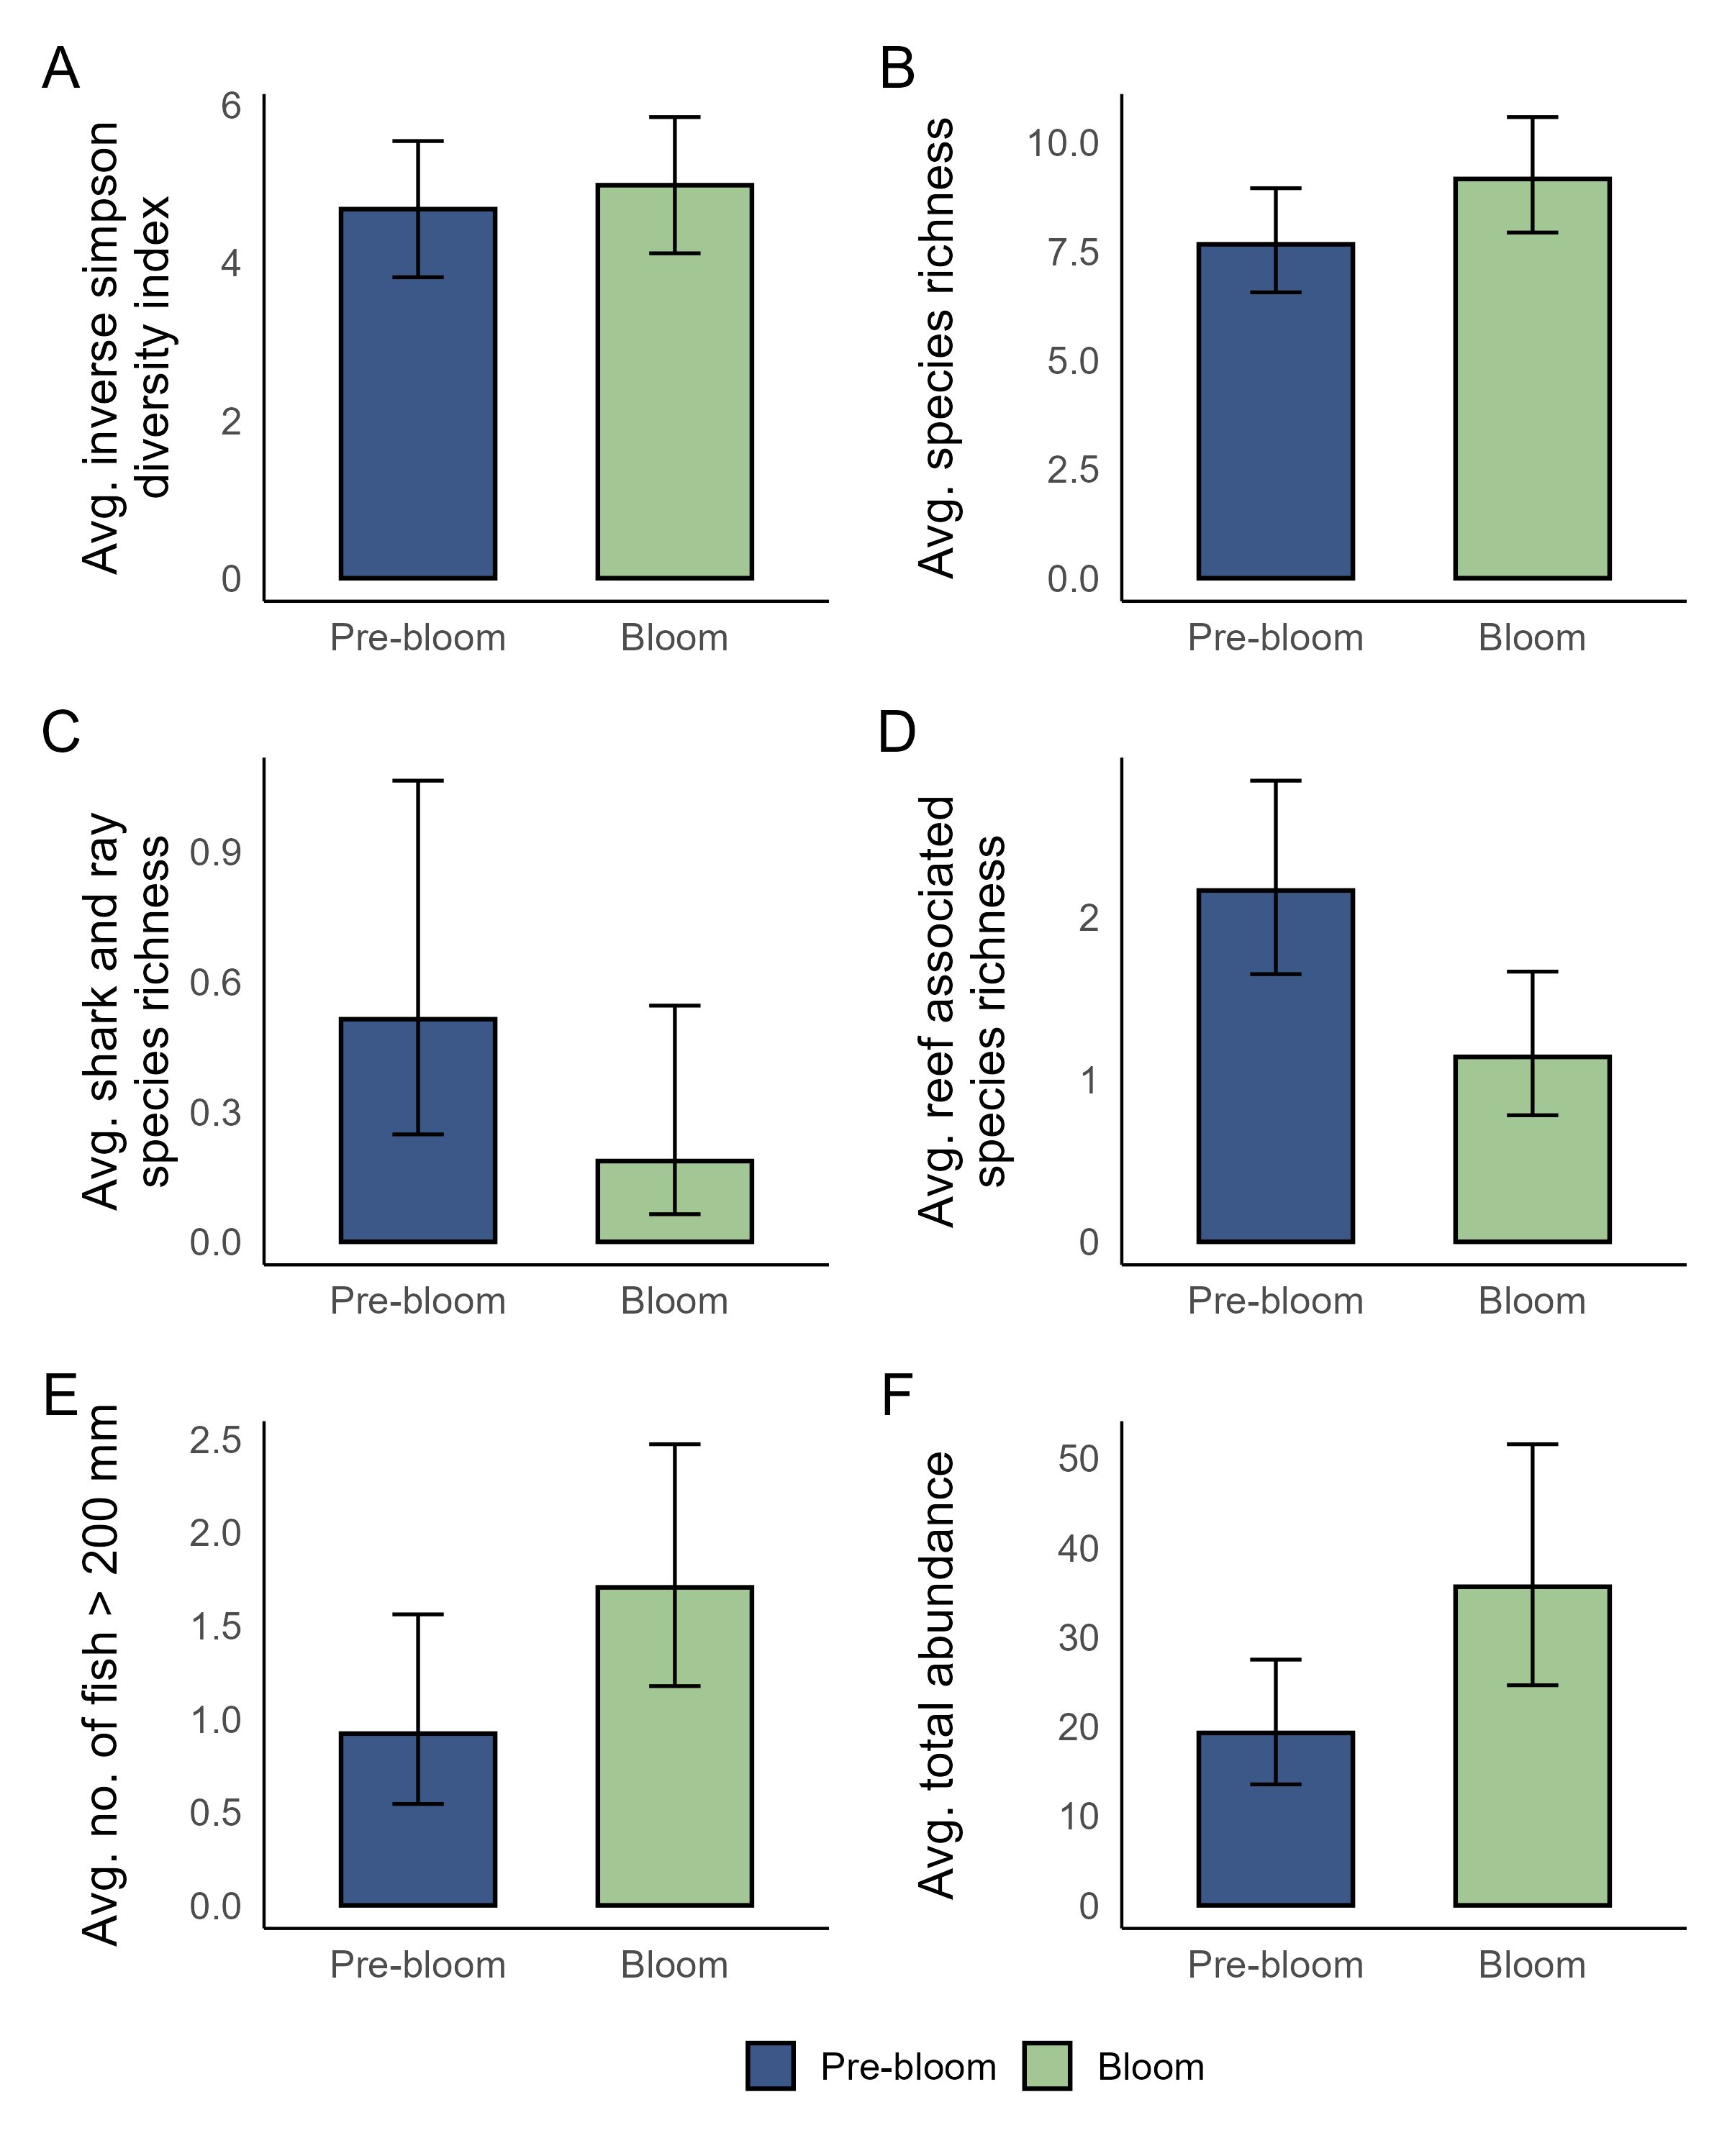 A
Avg. inverse simpson
diversity index
6
4
2
0
Pre-bloom Bloom
B
Avg. species richness
10.0
7.5
5.0
2.5
0.0
Pre-bloom Bloom
C
Avg. shark and ray
species richness
0.9
0.6
0.3
0.0
Pre-bloom Bloom
D
Avg. reef associated
species richness
2
1
0
Pre-bloom Bloom
E
Avg. no. of fish > 200 mm
2.5
2.0
1.5
1.0
0.5
0.0
Pre-bloom Bloom
F
Avg. total abundance
50
40
30
20
10
0
Pre-bloom Bloom
Pre-bloom Bloom